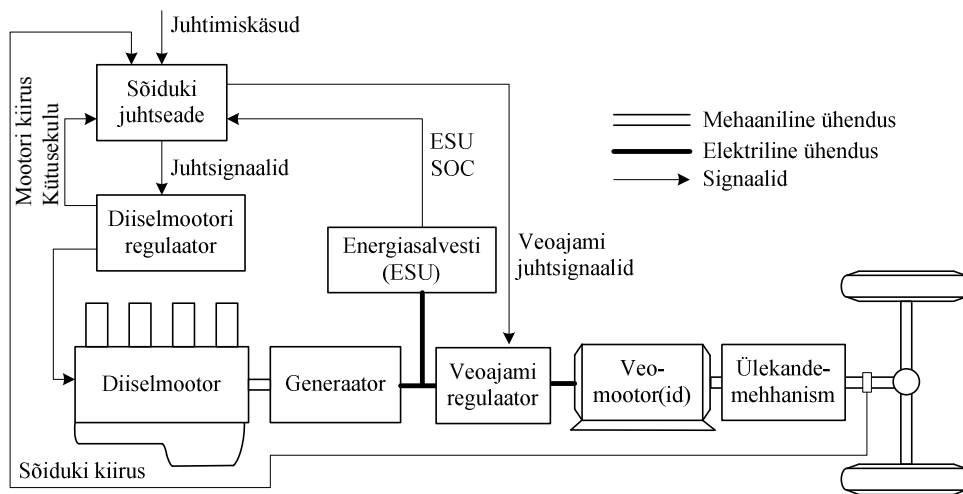 Juhtimiskäsud
Sõiduki
juhtseade
Mootori kiirus
Kütusekulu
Juhtsignaalid
ESU
SOC
Mehaaniline ühendus
Elektriline ühendus
Signaalid
Diiselmootori
regulaator
Energiasalvesti
(ESU)
Veoajami
juhtsignaalid
Diiselmootor
Generaator
Veoajami
regulaator
Veo-
mootor(id)
Ülekande-
mehhanism
Sõiduki kiirus